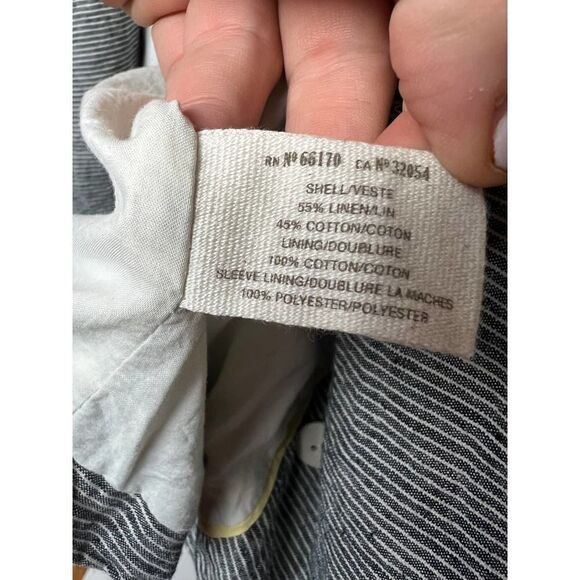 RN Nº 66170 CA Nº 32054
SHELL/VESTE
55% LINEN/LIN
45% COTTON/COTON
LINING/DOUBLURE
100% COTTON/COTON
SLEEVE LINING/DOUBLURE LA MACHES
100% POLYESTER/POLYESTER